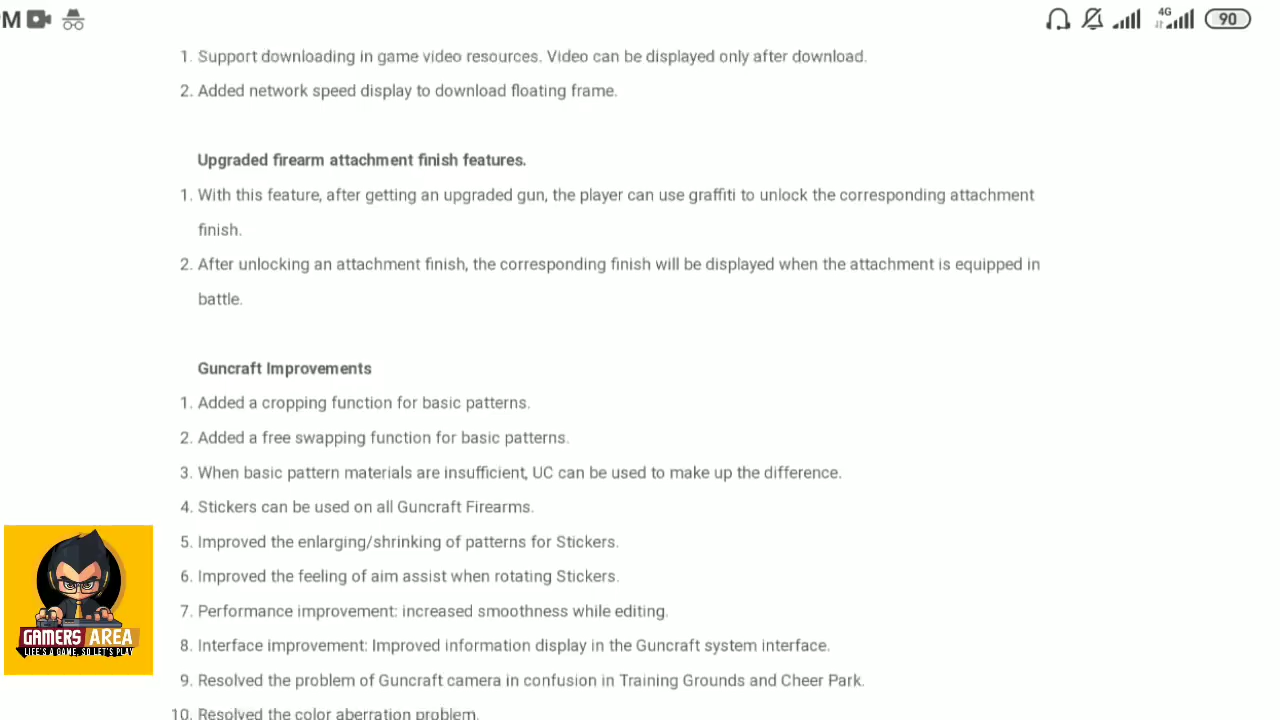 M
4G
90
1. Support downloading in game video resources. Video can be displayed only after download.
2. Added network speed display to download floating frame.
Upgraded firearm attachment finish features.
1. With this feature, after getting an upgraded gun, the player can use graffiti to unlock the corresponding attachment
finish.
2. After unlocking an attachment finish, the corresponding finish will be displayed when the attachment is equipped in
battle.
Guncraft Improvements
1. Added a cropping function for basic patterns.
2. Added a free swapping function for basic patterns.
3. When basic pattern materials are insufficient, UC can be used to make up the difference.
4. Stickers can be used on all Guncraft Firearms.
5. Improved the enlarging/shrinking of patterns for Stickers.
6. Improved the feeling of aim assist when rotating Stickers.
7. Performance improvement: increased smoothness while editing.
8. Interface improvement: Improved information display in the Guncraft system interface.
9. Resolved the problem of Guncraft camera in confusion in Training Grounds and Cheer Park.
10. Resolved the color aberration problem.
GAMERS AREA
LIFE'S A GAME, SO LET'S PLAY